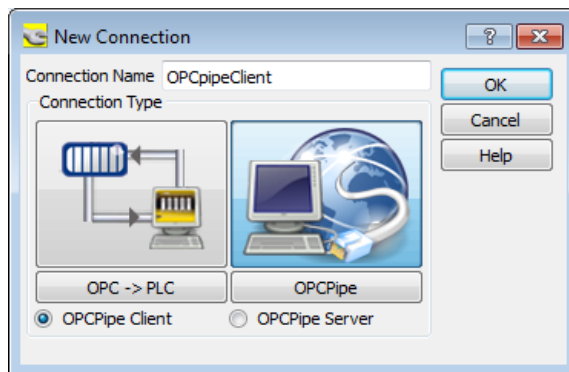 New Connection
Connection Name OPCpipeClient
OK
Connection Type
Cancel
Help
OPC -> PLC
OPCPipe
OPCPipe Client
OPCPipe Server